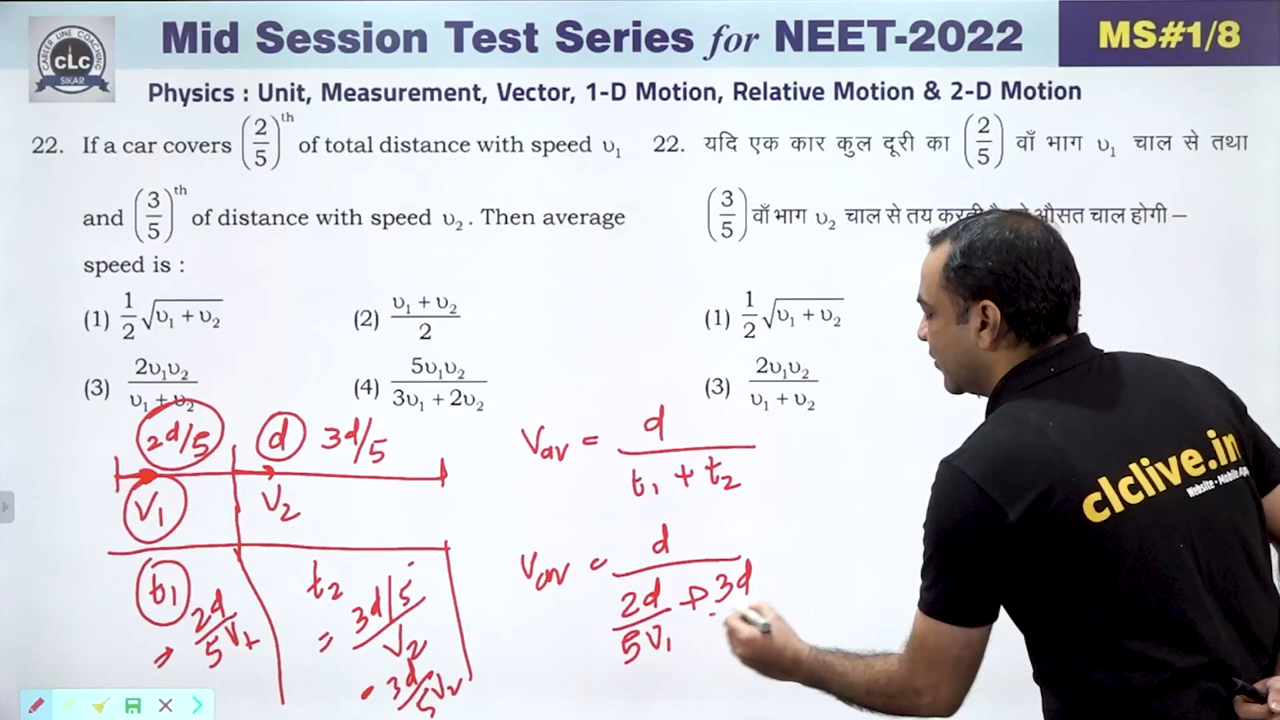 CAREER LINE COACHING
CLC
SIKAR
Mid Session Test Series for NEET-2022
MS#1/8
Physics : Unit, Measurement, Vector, 1-D Motion, Relative Motion & 2-D Motion
22. If a car covers (2/5)^th of total distance with speed υ₁
and (3/5)^th of distance with speed υ₂. Then average
speed is :
(1) 1/2 √(υ₁ + υ₂) (2) (υ₁ + υ₂)/2
(3) 2υ₁υ₂/(υ₁ + υ₂) (4) 5υ₁υ₂/(3υ₁ + 2υ₂)
22. यदि एक कार कुल दूरी का (2/5) वाँ भाग υ₁ चाल से तथा
(3/5) वाँ भाग υ₂ चाल से तय औसत चाल होगी –
(1) 1/2 √(υ₁ + υ₂)
(3) 2υ₁υ₂/(υ₁ + υ₂)
2d/5 d 3d/5
V₁ V₂
t₁ t₂
⇒ 2d/5V₁
= (3d/5)/V₂
= 3d/5V₂
Vav = d/(t₁ + t₂)
Vav = d/(2d/5V₁ + 3d
clclive.in
Website • Mobile App